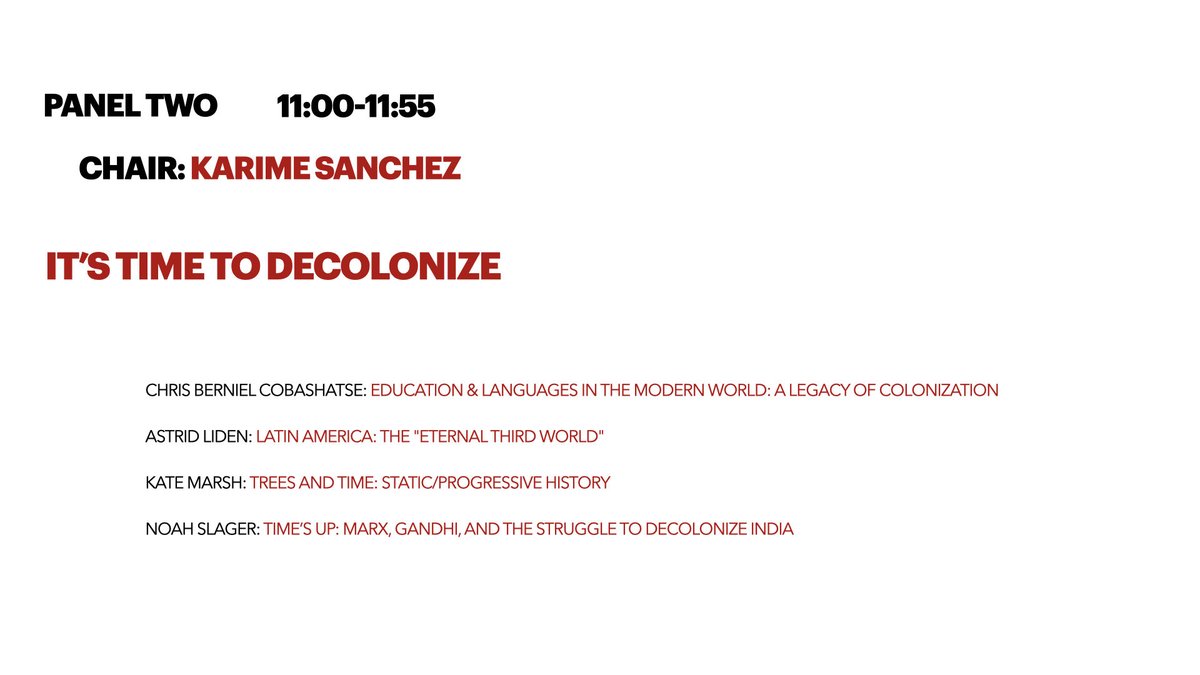 PANEL TWO 11:00-11:55
CHAIR: KARIME SANCHEZ
IT’S TIME TO DECOLONIZE
CHRIS BERNIEL COBASHATSE: EDUCATION & LANGUAGES IN THE MODERN WORLD: A LEGACY OF COLONIZATION
ASTRID LIDEN: LATIN AMERICA: THE "ETERNAL THIRD WORLD"
KATE MARSH: TREES AND TIME: STATIC/PROGRESSIVE HISTORY
NOAH SLAGER: TIME’S UP: MARX, GANDHI, AND THE STRUGGLE TO DECOLONIZE INDIA